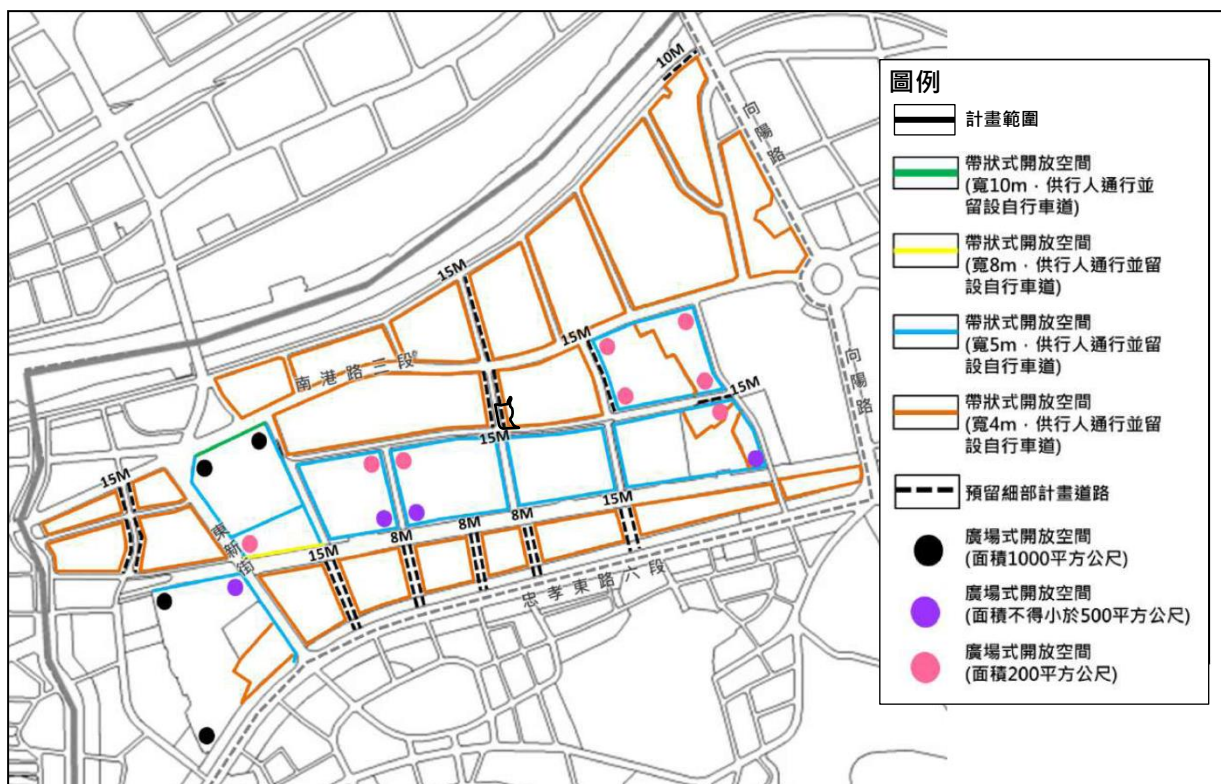 10M
向陽路
15M
15M
南港路三段
15M
向陽路
15M
15M
東新街
15M
8M
8M
8M
15M
忠孝東路六段
圖例
計畫範圍
帶狀式開放空間
(寬10m，供行人通行並
留設自行車道)
帶狀式開放空間
(寬8m，供行人通行並留
設自行車道)
帶狀式開放空間
(寬5m，供行人通行並留
設自行車道)
帶狀式開放空間
(寬4m，供行人通行並留
設自行車道)
預留細部計畫道路
廣場式開放空間
(面積1000平方公尺)
廣場式開放空間
(面積不得小於500平方公尺)
廣場式開放空間
(面積200平方公尺)